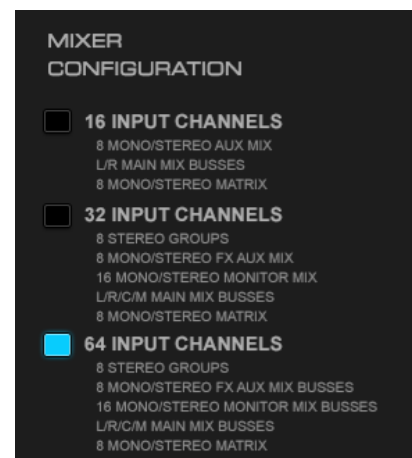 MIXER
CONFIGURATION
16 INPUT CHANNELS
8 MONO/STEREO AUX MIX
L/R MAIN MIX BUSSES
8 MONO/STEREO MATRIX
32 INPUT CHANNELS
8 STEREO GROUPS
8 MONO/STEREO FX AUX MIX
16 MONO/STEREO MONITOR MIX
L/R/C/M MAIN MIX BUSSES
8 MONO/STEREO MATRIX
64 INPUT CHANNELS
8 STEREO GROUPS
8 MONO/STEREO FX AUX MIX BUSSES
16 MONO/STEREO MONITOR MIX BUSSES
L/R/C/M MAIN MIX BUSSES
8 MONO/STEREO MATRIX